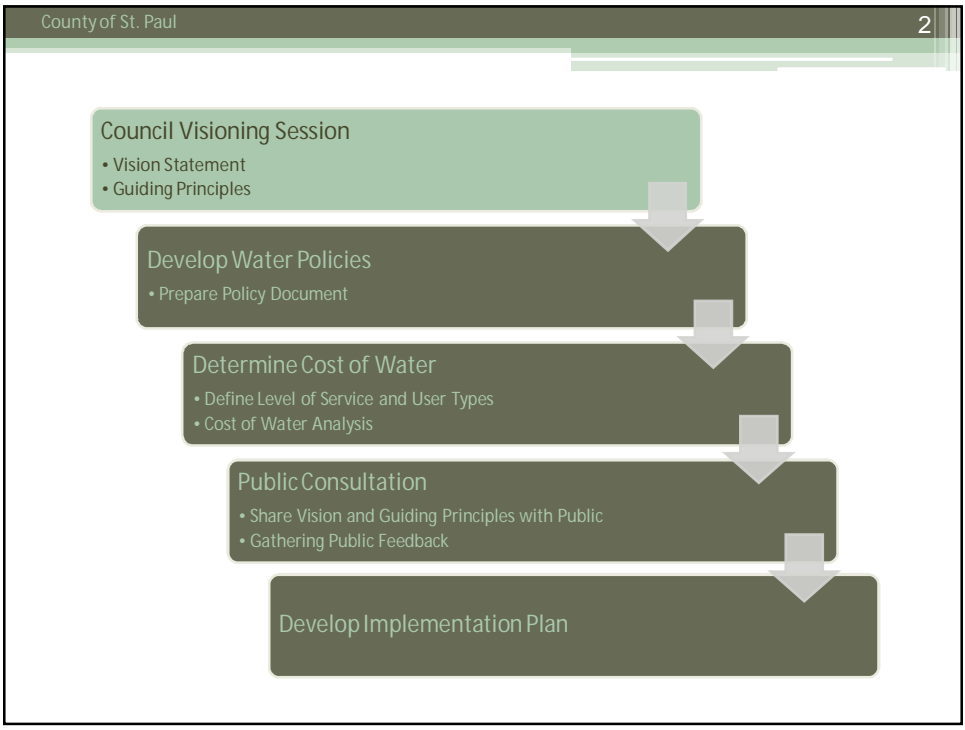 County of St. Paul
2
Council Visioning Session
• Vision Statement
• Guiding Principles
Develop Water Policies
• Prepare Policy Document
Determine Cost of Water
• Define Level of Service and User Types
• Cost of Water Analysis
Public Consultation
• Share Vision and Guiding Principles with Public
• Gathering Public Feedback
Develop Implementation Plan